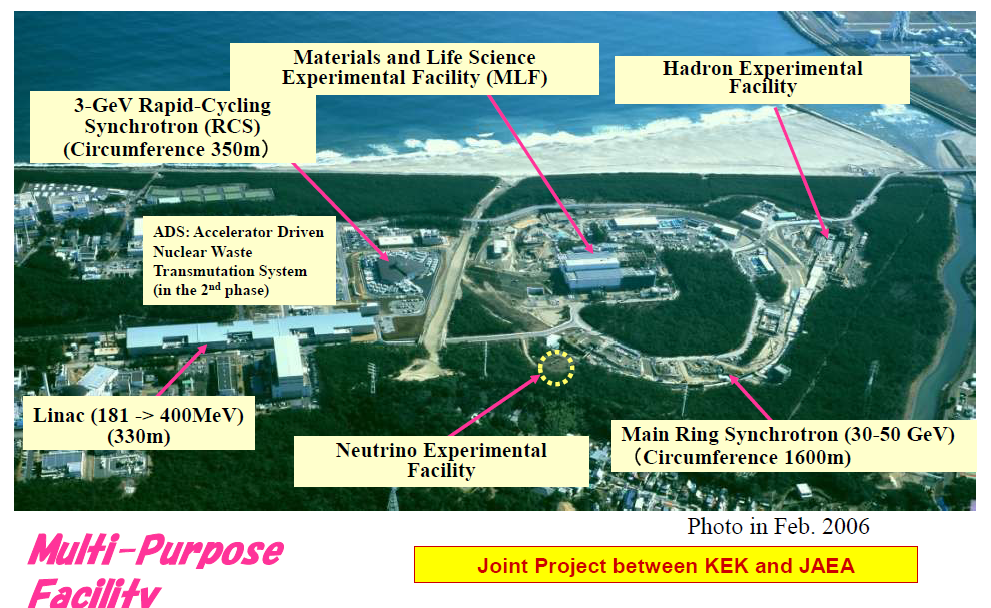 Materials and Life Science
Experimental Facility (MLF)
Hadron Experimental
Facility
3-GeV Rapid-Cycling
Synchrotron (RCS)
(Circumference 350m）
ADS: Accelerator Driven
Nuclear Waste
Transmutation System
(in the 2nd phase)
Linac (181 -> 400MeV)
(330m)
Neutrino Experimental
Facility
Main Ring Synchrotron (30-50 GeV)
（Circumference 1600m)
Photo in Feb. 2006
Multi-Purpose
Facility
Joint Project between KEK and JAEA